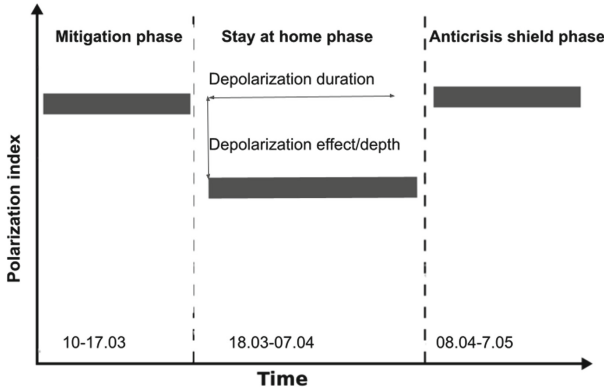 Mitigation phase
Stay at home phase
Anticrisis shield phase
Depolarization duration
Depolarization effect/depth
Polarization index
10-17.03
18.03-07.04
08.04-7.05
Time